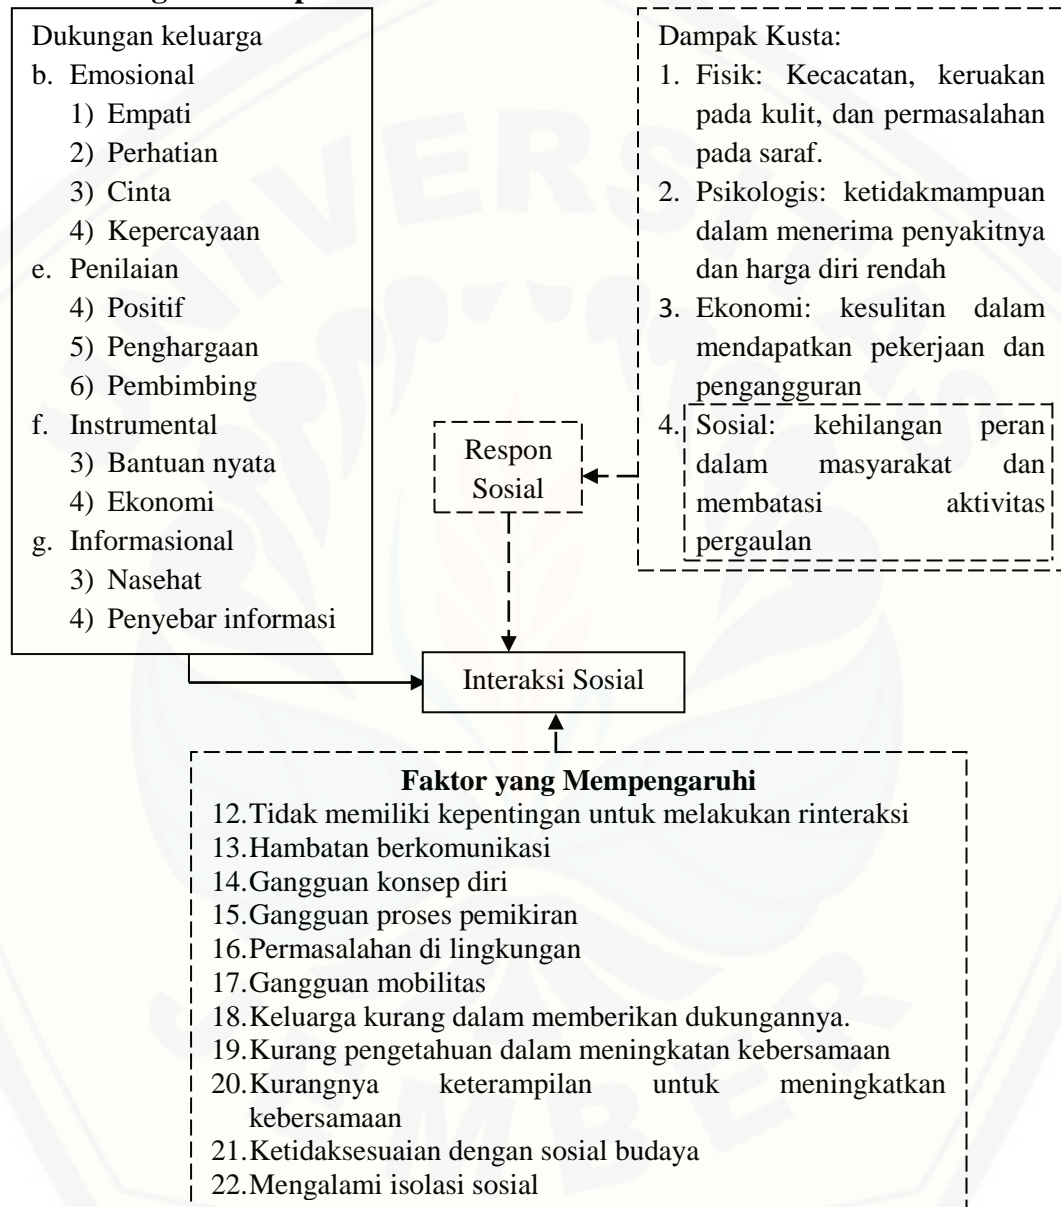 Dukungan keluarga
b. Emosional
1) Empati
2) Perhatian
3) Cinta
4) Kepercayaan
e. Penilaian
4) Positif
5) Penghargaan
6) Pembimbing
f. Instrumental
3) Bantuan nyata
4) Ekonomi
g. Informasional
3) Nasehat
4) Penyebar informasi
Dampak Kusta:
1. Fisik: Kecacatan, keruakan
pada kulit, dan permasalahan
pada saraf.
2. Psikologis: ketidakmampuan
dalam menerima penyakitnya
dan harga diri rendah
3. Ekonomi: kesulitan dalam
mendapatkan pekerjaan dan
pengangguran
4. Sosial: kehilangan peran
dalam masyarakat dan
membatasi aktivitas
pergaulan
Respon
Sosial
Interaksi Sosial
Faktor yang Mempengaruhi
12.Tidak memiliki kepentingan untuk melakukan rinteraksi
13.Hambatan berkomunikasi
14.Gangguan konsep diri
15.Gangguan proses pemikiran
16.Permasalahan di lingkungan
17.Gangguan mobilitas
18.Keluarga kurang dalam memberikan dukungannya.
19.Kurang pengetahuan dalam meningkatan kebersamaan
20.Kurangnya keterampilan untuk meningkatkan
kebersamaan
21.Ketidaksesuaian dengan sosial budaya
22.Mengalami isolasi sosial
UNIVERSITAS
JEMBER